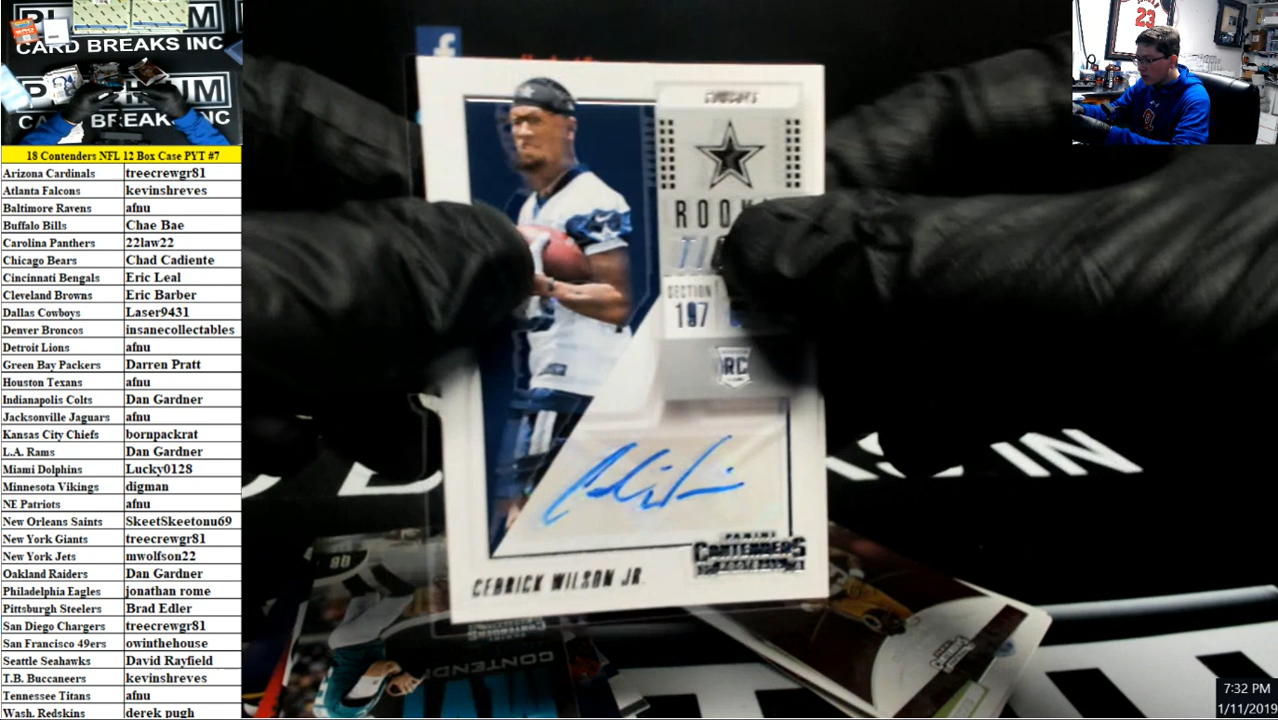 CARD BREAKS INC
18 Contenders NFL 12 Box Case PYT #7
Arizona Cardinals treecrewgr81
Atlanta Falcons kevinshreves
Baltimore Ravens afnu
Buffalo Bills Chae Bae
Carolina Panthers 22law22
Chicago Bears Chad Cadiente
Cincinnati Bengals Eric Leal
Cleveland Browns Eric Barber
Dallas Cowboys Laser9431
Denver Broncos insanecollectables
Detroit Lions afnu
Green Bay Packers Darren Pratt
Houston Texans afnu
Indianapolis Colts Dan Gardner
Jacksonville Jaguars afnu
Kansas City Chiefs bornpackrat
L.A. Rams Dan Gardner
Miami Dolphins Lucky0128
Minnesota Vikings digman
NE Patriots afnu
New Orleans Saints SkeetSkeetonu69
New York Giants treecrewgr81
New York Jets mwolfson22
Oakland Raiders Dan Gardner
Philadelphia Eagles jonathan rome
Pittsburgh Steelers Brad Edler
San Diego Chargers treecrewgr81
San Francisco 49ers owinthehouse
Seattle Seahawks David Rayfield
T.B. Buccaneers kevinshreves
Tennessee Titans afnu
Wash. Redskins derek pugh
COWBOYS
SECTION
107
RC
PANINI
CONTENDERS
FOOTBALL
CEDRICK WILSON JR.
23
7:32 PM
1/11/2019